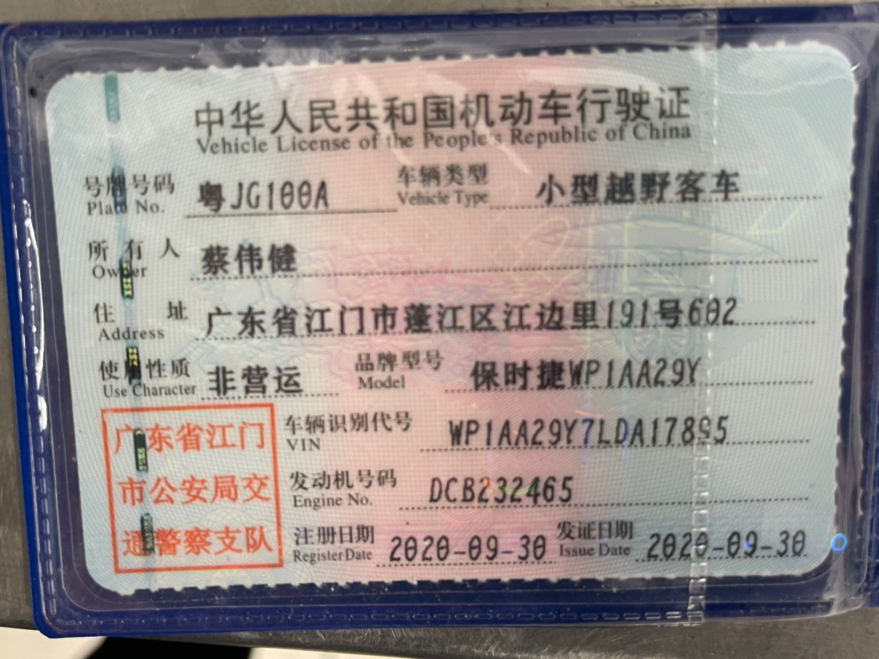 中华人民共和国机动车行驶证
Vehicle License of the People's Republic of China
号牌号码 粤JG100A 车辆类型 小型越野客车
Plate No. Vehicle Type
所有人 蔡伟健
Owner
住址 广东省江门市蓬江区江边里191号602
Address
使用性质 非营运 品牌型号 保时捷WP1AA29Y
Use Character Model
广东省江门
市公安局交
通警察支队
车辆识别代号 WP1AA29Y7LDA17895
VIN
发动机号码 DCB232465
Engine No.
注册日期 2020-09-30 发证日期 2020-09-30
Register Date Issue Date